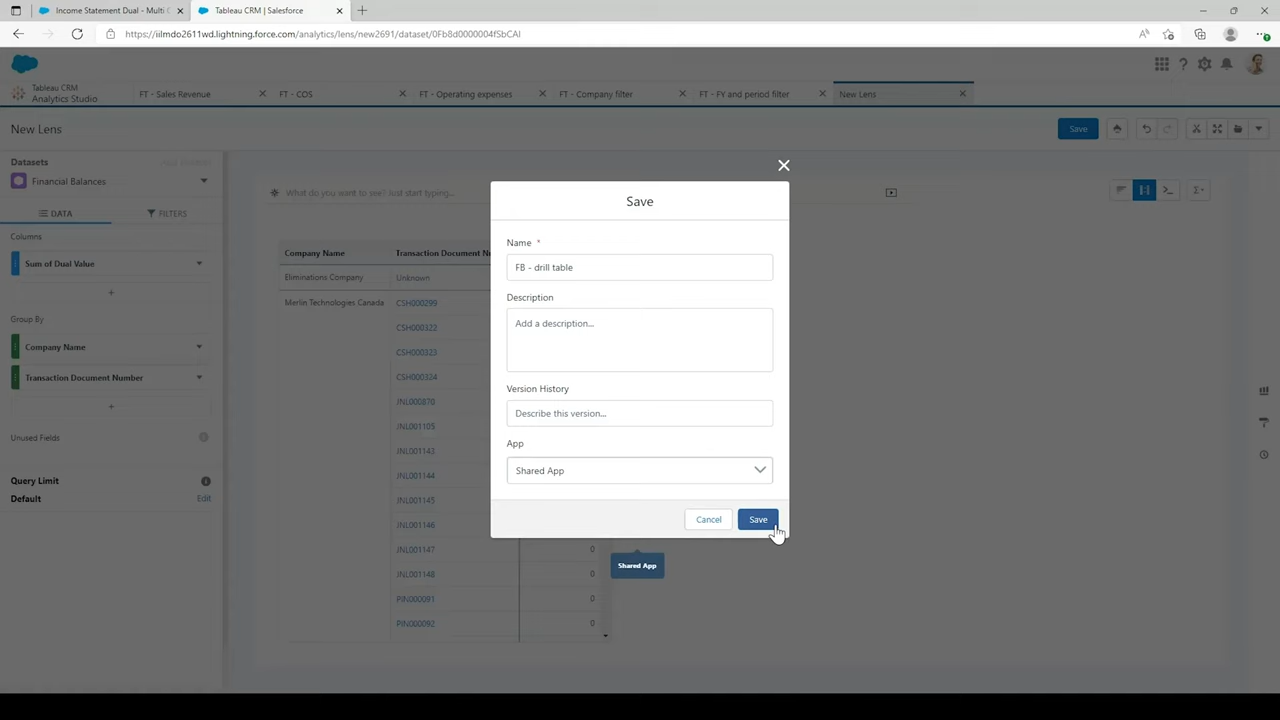 Income Statement Dual - Multi C
Tableau CRM | Salesforce
https://iilmdo2611wd.lightning.force.com/analytics/lens/new2691/dataset/0Fb8d0000004fSbCAI
Tableau CRM
Analytics Studio
FT - Sales Revenue
FT - COS
FT - Operating expenses
FT - Company filter
FT - FY and period filter
New Lens
New Lens
Save
Datasets
Financial Balances
What do you want to see? Just start typing...
DATA
FILTERS
Columns
Sum of Dual Value
Group By
Company Name
Transaction Document Number
Unused Fields
Query Limit
Default
Edit
Company Name
Transaction Document Nu
Eliminations Company
Unknown
Merlin Technologies Canada
CSH000299
CSH000322
CSH000323
CSH000324
JNL000870
JNL001105
JNL001143
JNL001144
JNL001145
JNL001146
JNL001147
0
JNL001148
0
PIN000091
0
PIN000092
0
Save
Name *
FB - drill table
Description
Add a description...
Version History
Describe this version...
App
Shared App
Cancel
Save
Shared App